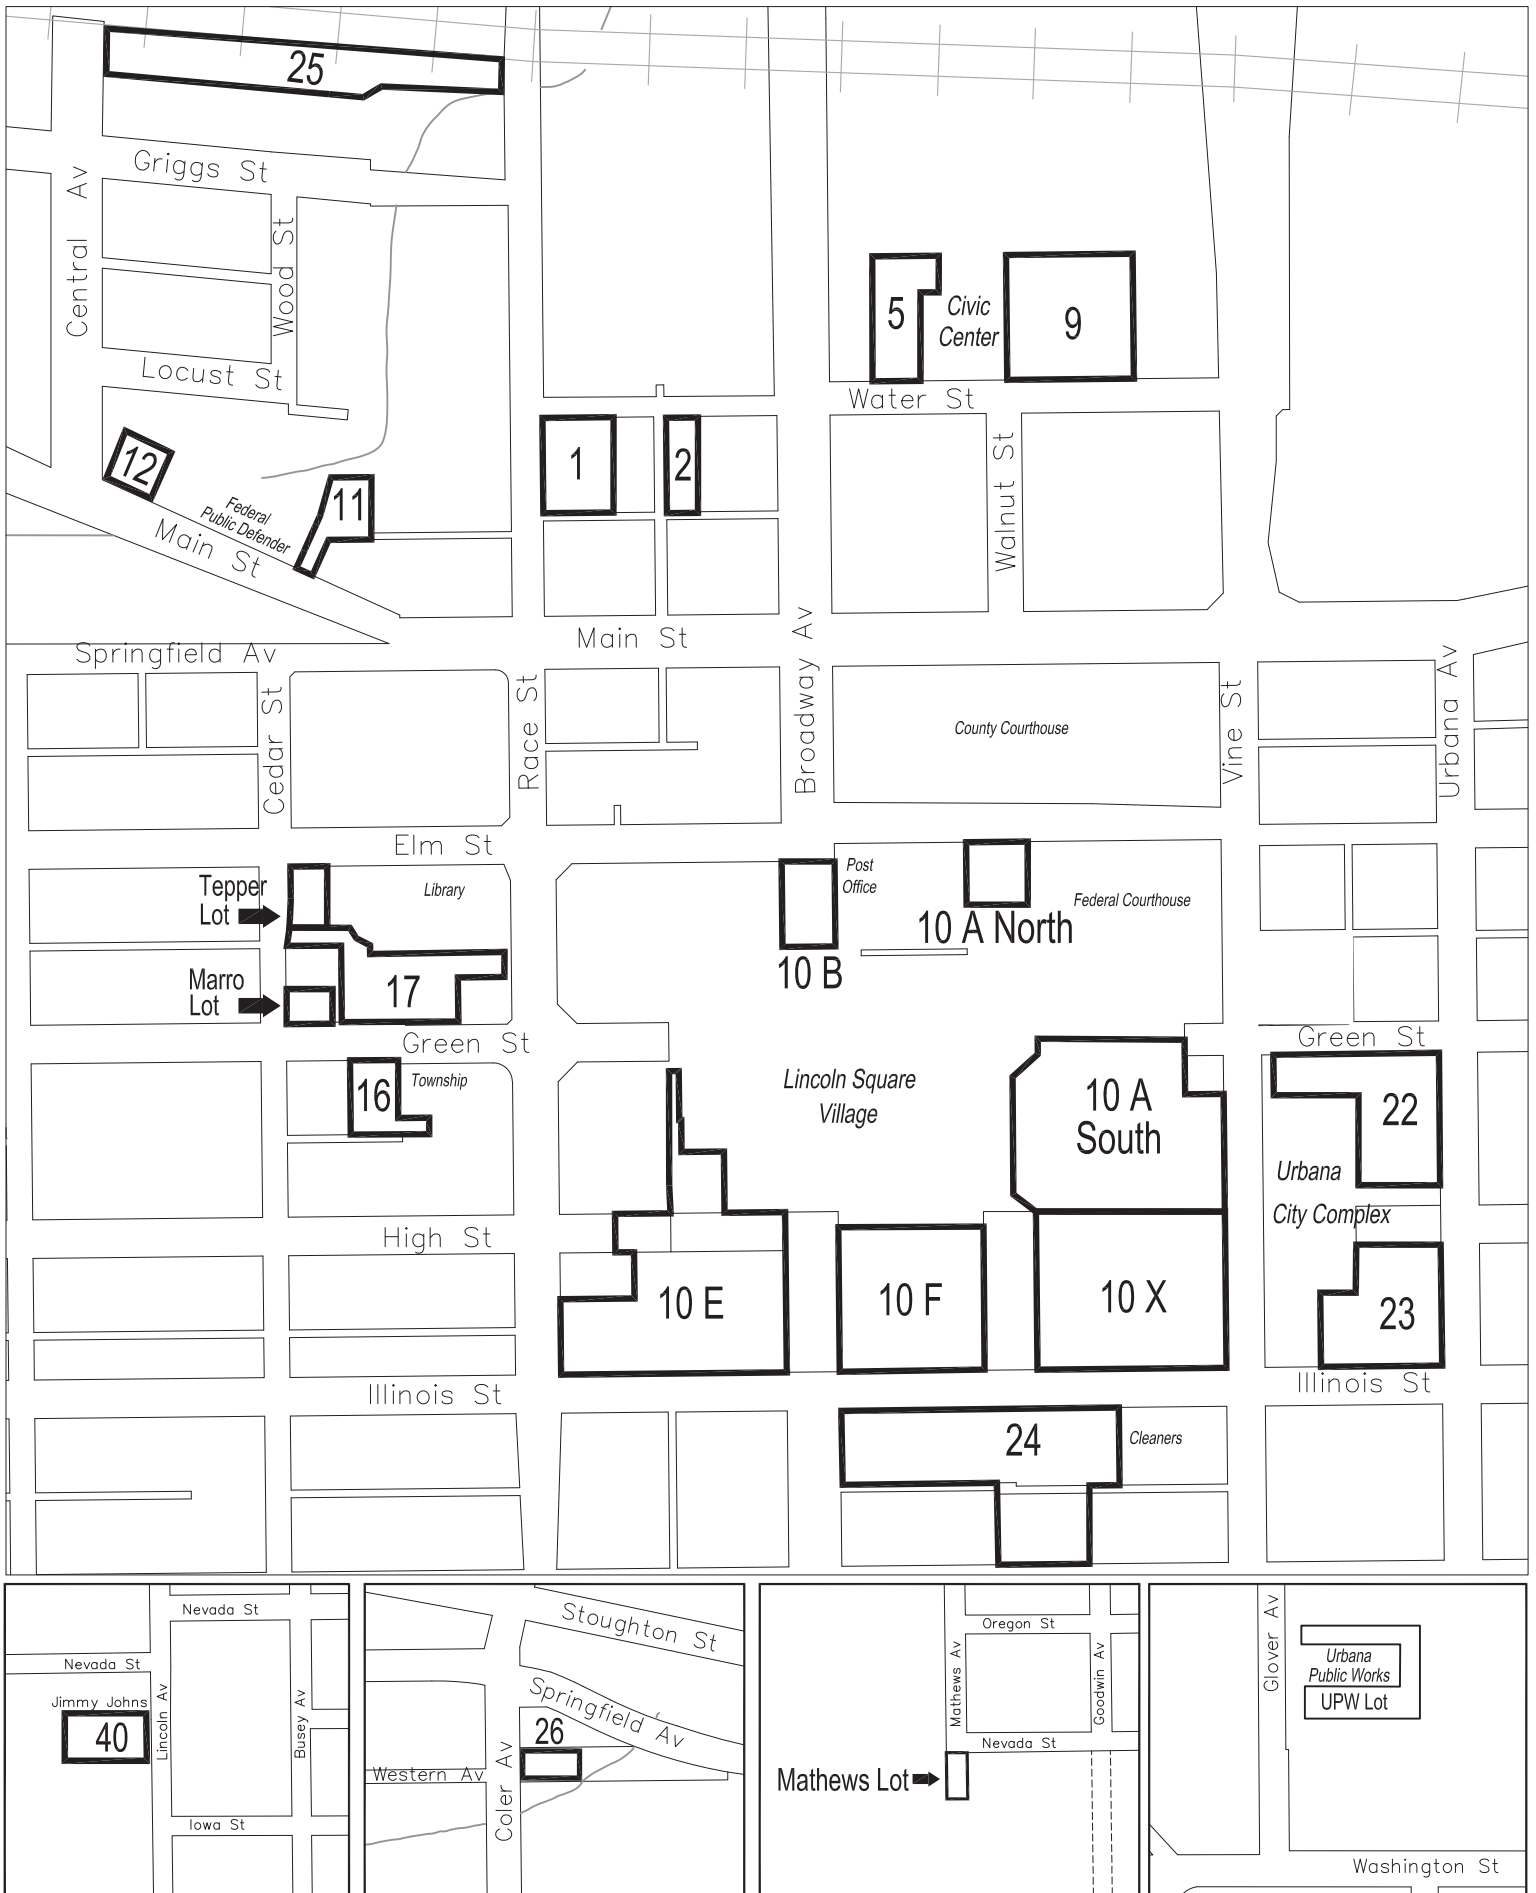 25
Griggs St
Central Av
Wood St
Locust St
5
Civic
Center
9
Water St
12
11
Federal
Public Defender
Main St
1
2
Walnut St
Main St
Springfield Av
Cedar St
Race St
Broadway Av
County Courthouse
Vine St
Urbana Av
Elm St
Tepper
Lot
Library
Post
Office
10 A North
Federal Courthouse
10 B
Marro
Lot
17
Green St
Green St
16
Township
Lincoln Square
Village
10 A
South
22
Urbana
City Complex
High St
10 E
10 F
10 X
23
Illinois St
Illinois St
24
Cleaners
Nevada St
Nevada St
Jimmy Johns
40
Lincoln Av
Busey Av
Iowa St
Stoughton St
Springfield Av
26
Western Av
Coler Av
Oregon St
Mathews Av
Goodwin Av
Nevada St
Mathews Lot
Glover Av
Urbana
Public Works
UPW Lot
Washington St